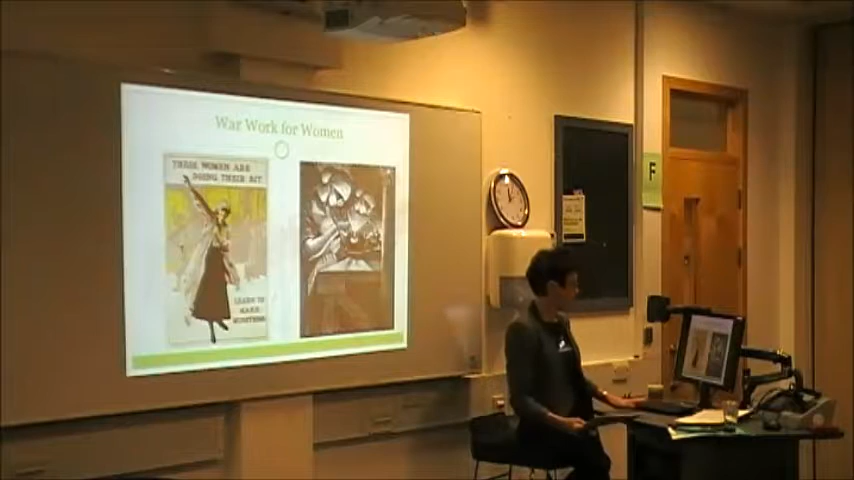 War Work for Women
THESE WOMEN ARE
DOING THEIR BIT
LEARN TO
MAKE
MUNITIONS
F